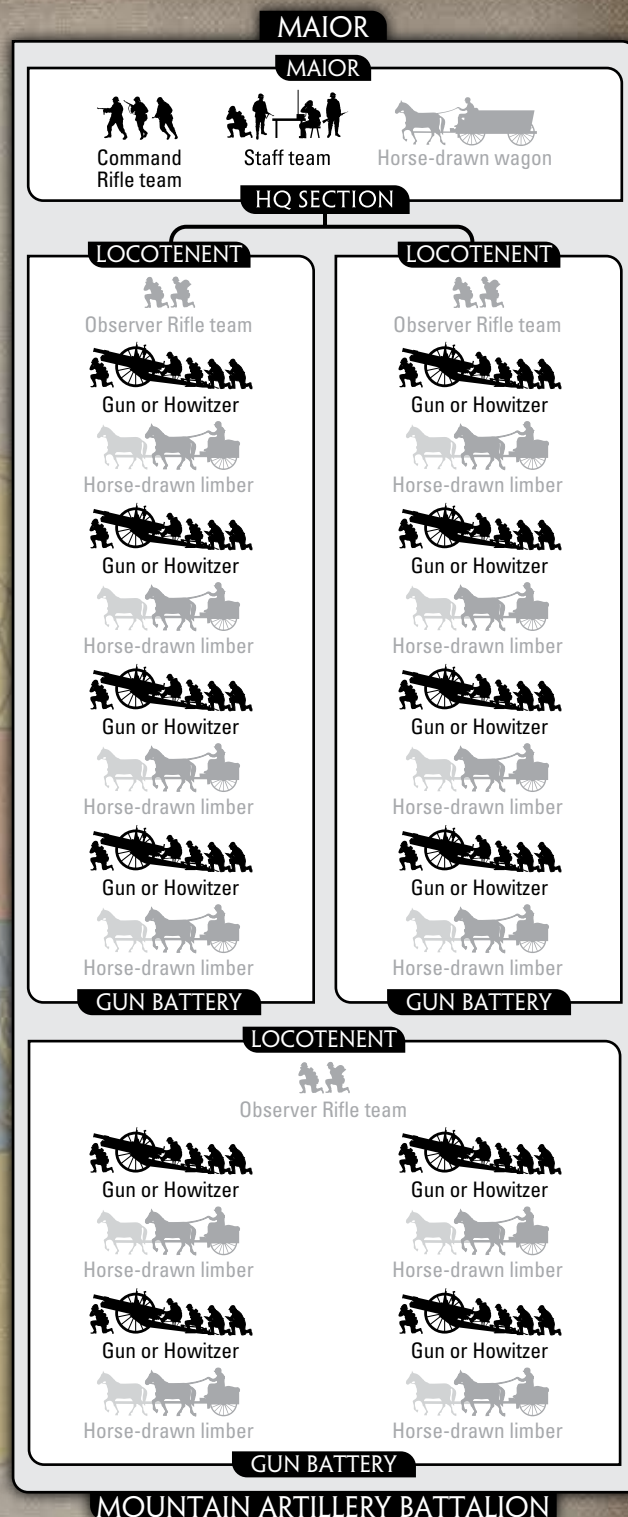 MAIOR
MAIOR
Command
Rifle team
Staff team
Horse-drawn wagon
HQ SECTION
LOCOTENENT
Observer Rifle team
Gun or Howitzer
Horse-drawn limber
Gun or Howitzer
Horse-drawn limber
Gun or Howitzer
Horse-drawn limber
Gun or Howitzer
Horse-drawn limber
GUN BATTERY
LOCOTENENT
Observer Rifle team
Gun or Howitzer
Horse-drawn limber
Gun or Howitzer
Horse-drawn limber
Gun or Howitzer
Horse-drawn limber
Gun or Howitzer
Horse-drawn limber
GUN BATTERY
LOCOTENENT
Observer Rifle team
Gun or Howitzer
Horse-drawn limber
Gun or Howitzer
Horse-drawn limber
Gun or Howitzer
Horse-drawn limber
Gun or Howitzer
Horse-drawn limber
GUN BATTERY
MOUNTAIN ARTILLERY BATTALION